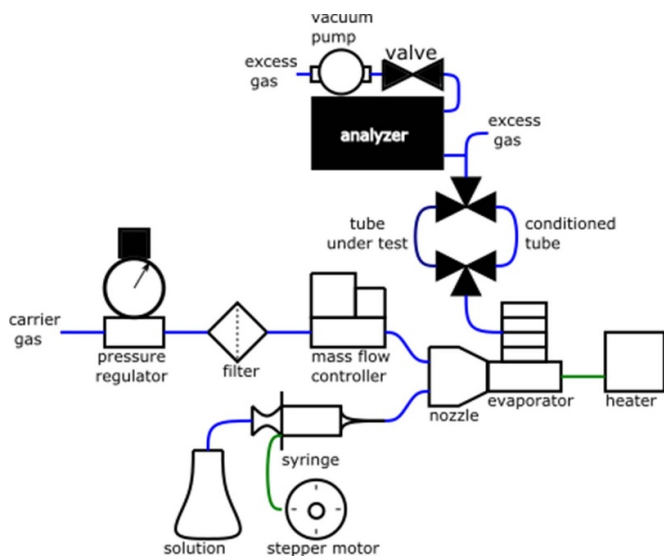 vacuum
pump
valve
excess
gas
analyzer
excess
gas
tube
under test
conditioned
tube
carrier
gas
pressure
regulator
filter
mass flow
controller
nozzle
evaporator
heater
syringe
solution
stepper motor